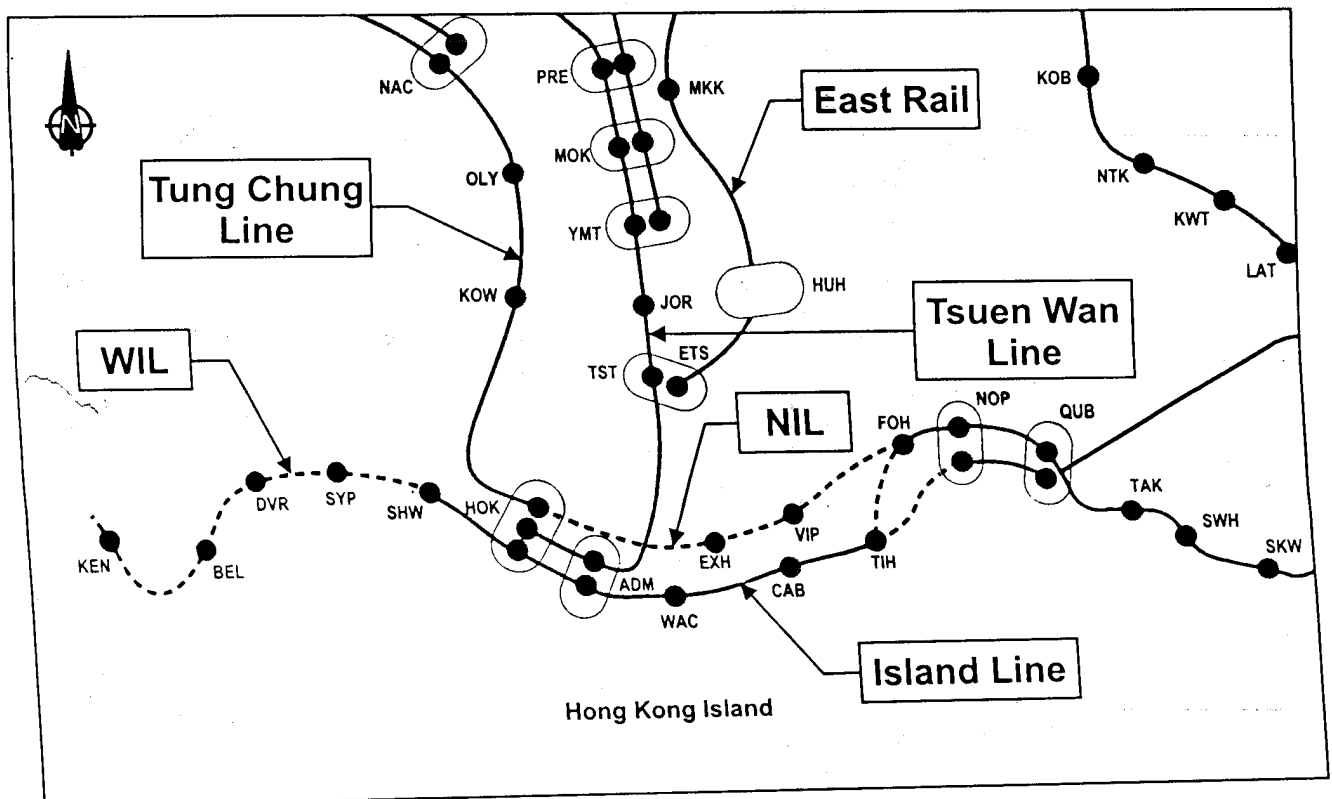 NAC
PRE
MKK
East Rail
KOB
N
MOK
OLY
Tung Chung
Line
NTK
KWT
YMT
LAT
HUH
KOW
JOR
Tsuen Wan
Line
WIL
ETS
TST
NIL
NOP
FOH
QUB
DVR
SYP
SHW
HOK
VIP
TAK
SWH
KEN
BEL
EXH
TIH
SKW
ADM
CAB
WAC
Island Line
Hong Kong Island